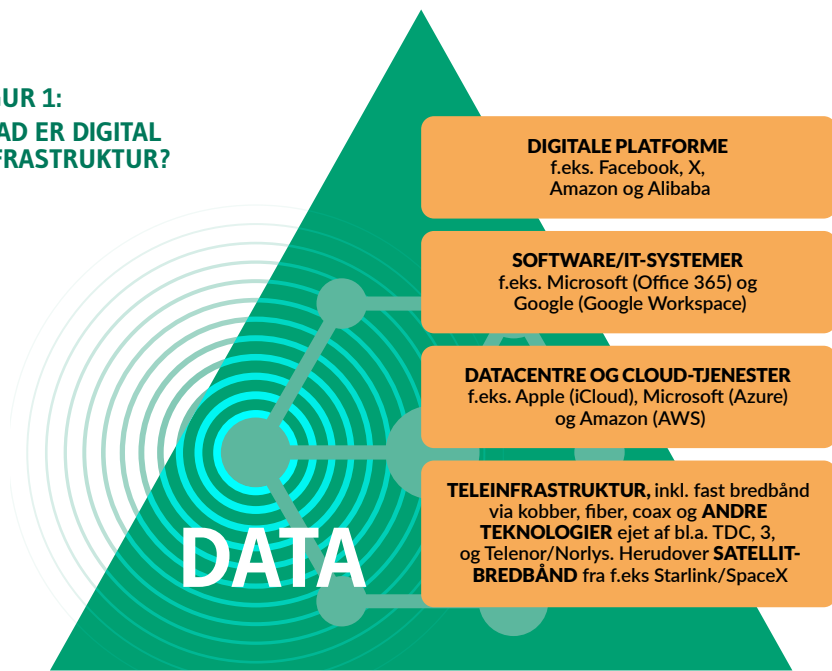 GUR 1:
AD ER DIGITAL
FRASTRUKTUR?
DIGITALE PLATFORME
f.eks. Facebook, X,
Amazon og Alibaba
SOFTWARE/IT-SYSTEMER
f.eks. Microsoft (Office 365) og
Google (Google Workspace)
DATACENTRE OG CLOUD-TJENESTER
f.eks. Apple (iCloud), Microsoft (Azure)
og Amazon (AWS)
TELEINFRASTRUKTUR, inkl. fast bredbånd
via kobber, fiber, coax og ANDRE
TEKNOLOGIER ejet af bl.a. TDC, 3,
og Telenor/Norlys. Herudover SATELLIT-
BREDBÅND fra f.eks Starlink/SpaceX
DATA